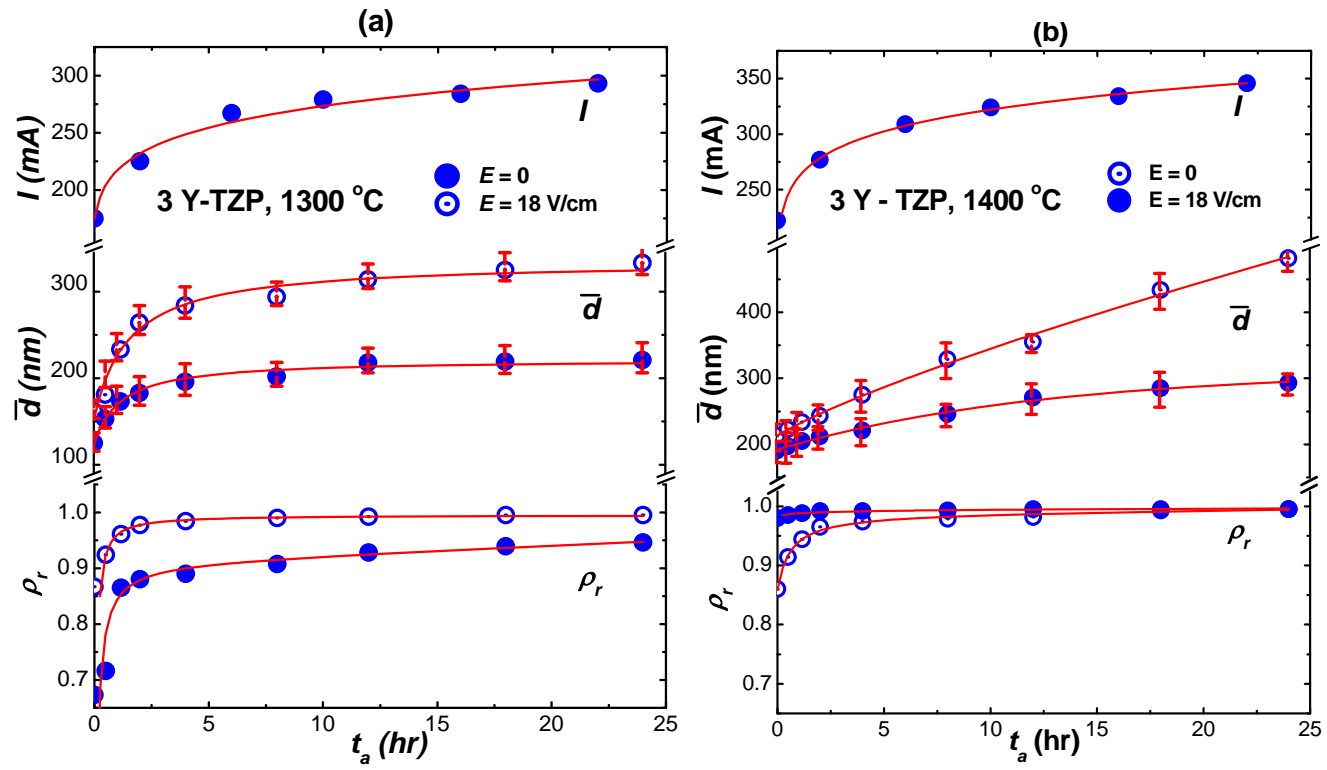 (a)
300
250
200
I (mA)
I
E = 0
E = 18 V/cm
3 Y-TZP, 1300 °C
300
200
100
d̅ (nm)
d̅
1.0
0.9
0.8
0.7
ρr
ρr
0 5 10 15 20 25
ta (hr)
(b)
350
300
250
I (mA)
I
E = 0
E = 18 V/cm
3 Y - TZP, 1400 °C
400
300
200
d̅ (nm)
d̅
1.0
0.9
0.8
0.7
ρr
ρr
0 5 10 15 20 25
ta (hr)